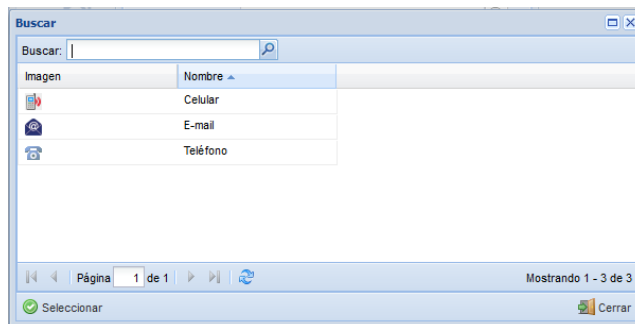 Buscar
Buscar:
Imagen Nombre
Celular
E-mail
Teléfono
Página 1 de 1 Mostrando 1 - 3 de 3
Seleccionar Cerrar